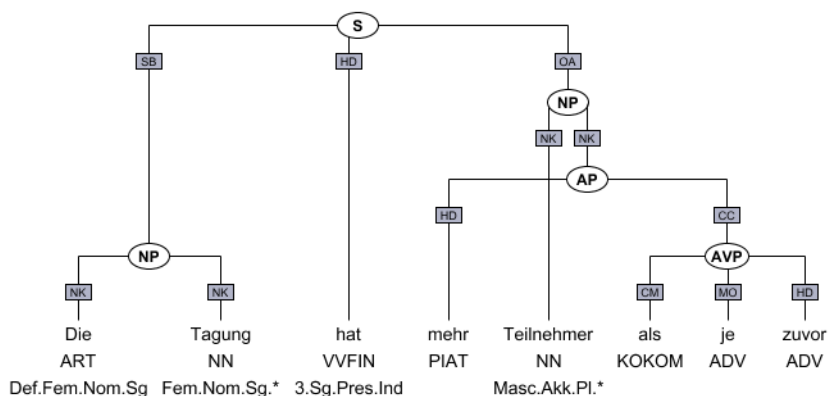 S
SB HD OA
NP
NK NK
AP
HD CC
NP AVP
NK NK CM MO HD
Die Tagung hat mehr Teilnehmer als je zuvor
ART NN VVFIN PIAT NN KOKOM ADV ADV
Def.Fem.Nom.Sg Fem.Nom.Sg.* 3.Sg.Pres.Ind Masc.Akk.Pl.*